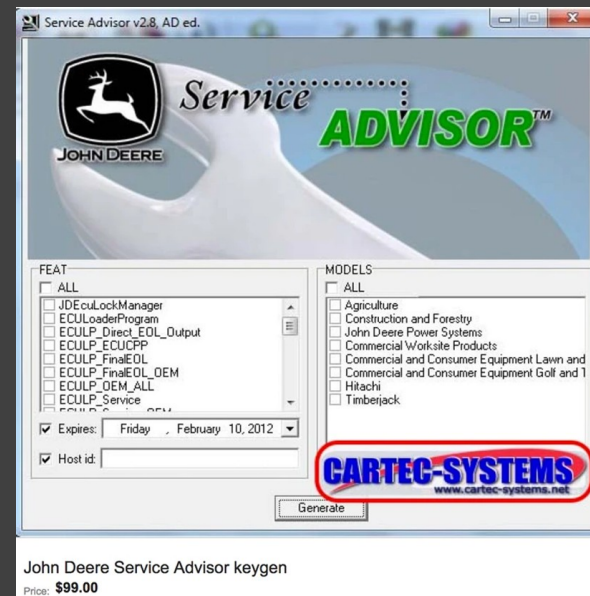 Service Advisor v2.8, AD ed.
JOHN DEERE
Service
ADVISOR™
FEAT
ALL
JDEcuLockManager
ECULoaderProgram
ECULP_Direct_EOL_Output
ECULP_ECUCPP
ECULP_FinalEOL
ECULP_FinalEOL_OEM
ECULP_OEM_ALL
ECULP_Service
Expires: Friday , February 10, 2012
Host id:
MODELS
ALL
Agriculture
Construction and Forestry
John Deere Power Systems
Commercial Worksite Products
Commercial and Consumer Equipment Lawn and
Commercial and Consumer Equipment Golf and
Hitachi
Timberjack
CARTEC-SYSTEMS
www.cartec-systems.net
Generate
John Deere Service Advisor keygen
Price: $99.00